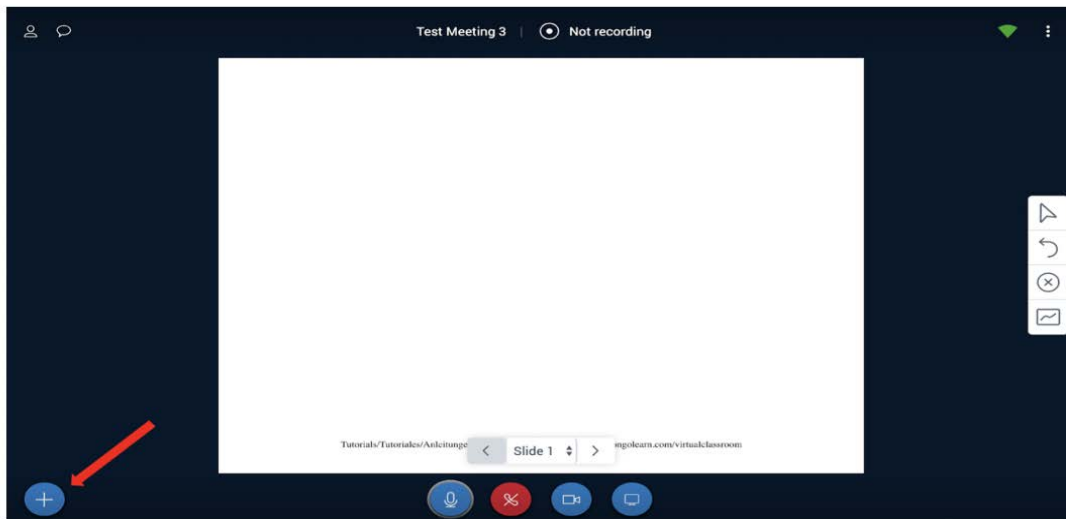 Test Meeting 3 | Not recording
Tutorials/Tutoriales/Anleitunge ngolearn.com/virtualclassroom
Slide 1